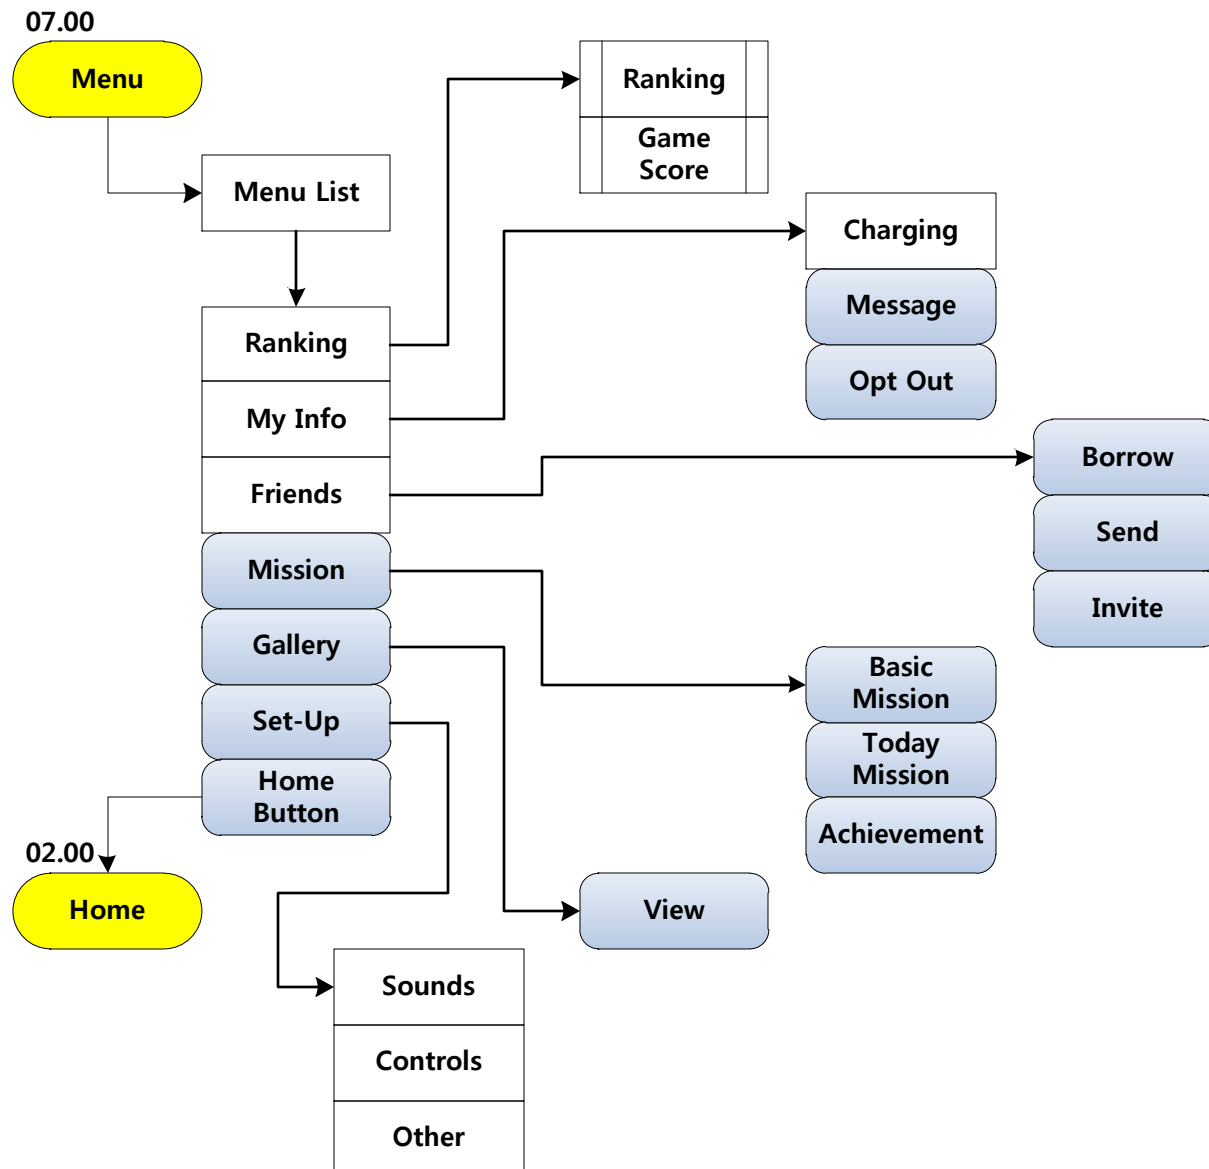 07.00
Menu
Menu List
Ranking
My Info
Friends
Mission
Gallery
Set-Up
Home
Button
02.00
Home
Ranking
Game
Score
Charging
Message
Opt Out
Borrow
Send
Invite
Basic
Mission
Today
Mission
Achievement
View
Sounds
Controls
Other